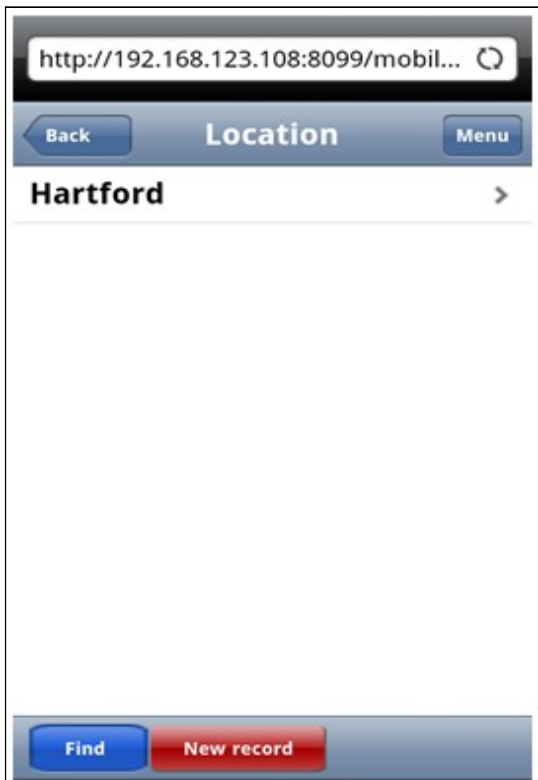 http://192.168.123.108:8099/mobil...
Back Location Menu
Hartford
Find New record